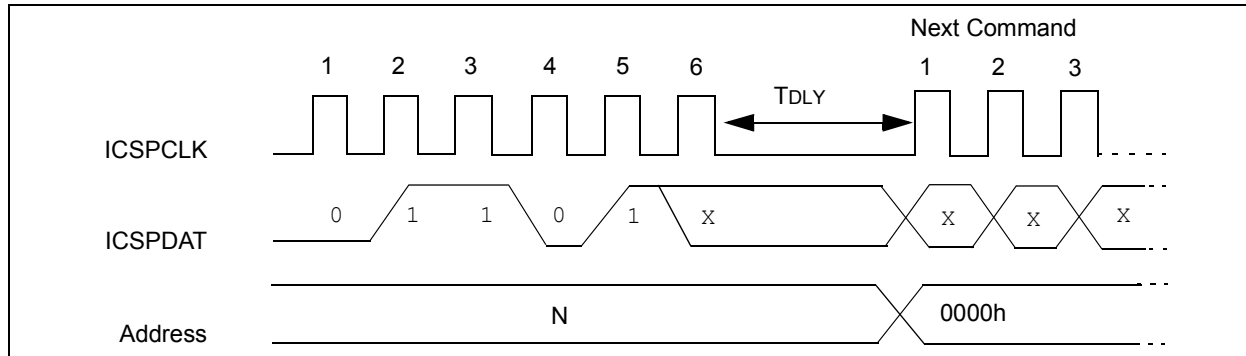 Next Command
1 2 3 4 5 6 1 2 3
TDLY
ICSPCLK
0 1 1 0 1 X X X X
ICSPDAT
N 0000h
Address